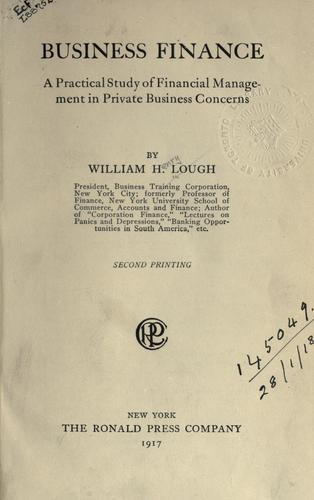 BUSINESS FINANCE
A Practical Study of Financial Manage-
ment in Private Business Concerns
BY
WILLIAM H. LOUGH
President, Business Training Corporation,
New York City; formerly Professor of
Finance, New York University School of
Commerce, Accounts and Finance; Author
of "Corporation Finance," "Lectures on
Panics and Depressions," "Banking Oppor-
tunities in South America," etc.
SECOND PRINTING
145049.
28/1/18
NEW YORK
THE RONALD PRESS COMPANY
1917